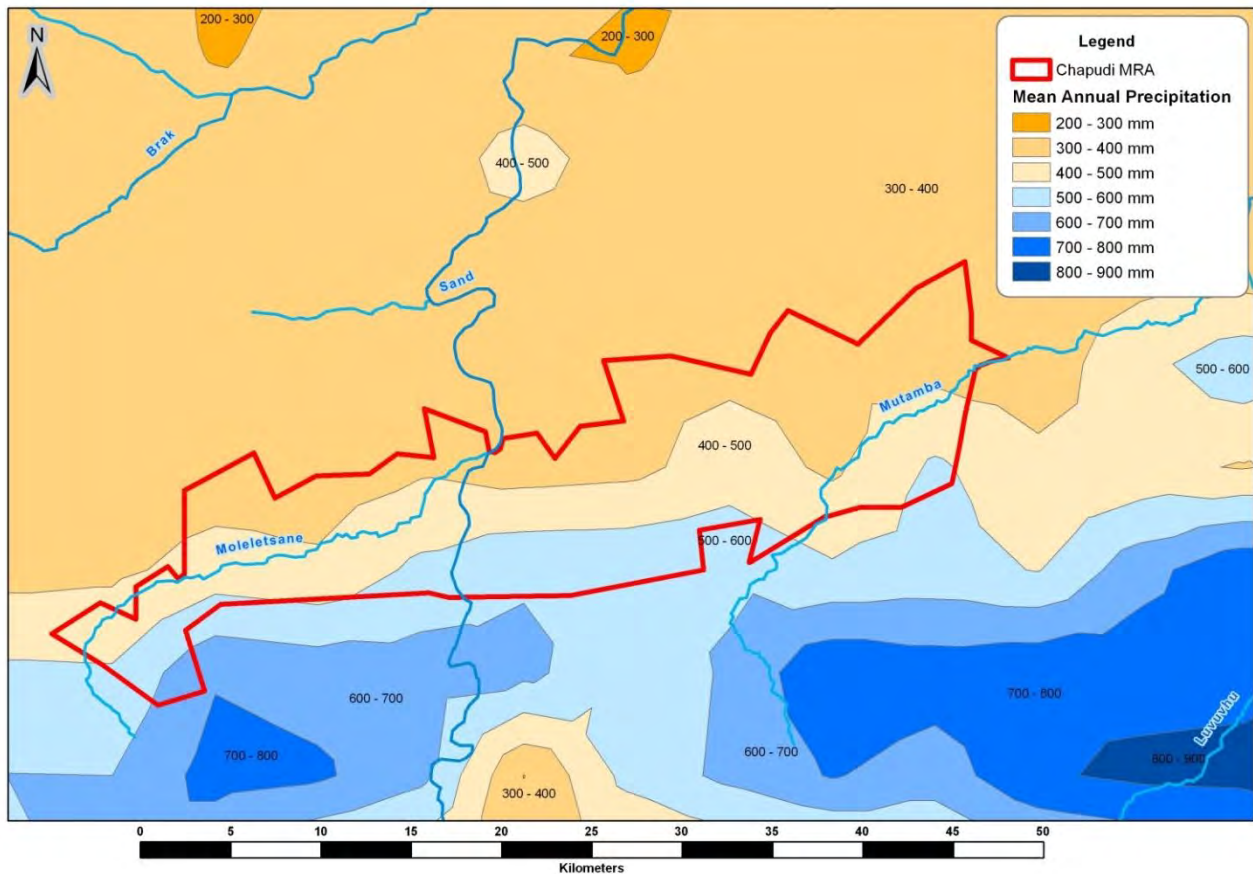 200 - 300
200 - 300
N
Legend
Chapudi MRA
Mean Annual Precipitation
200 - 300 mm
300 - 400 mm
400 - 500 mm
500 - 600 mm
600 - 700 mm
700 - 800 mm
800 - 900 mm
Brak
400 - 500
300 - 400
Sand
500 - 600
Mutamba
400 - 500
500 - 600
Moleletsane
600 - 700
700 - 800
Luvuvhu
700 - 800
600 - 700
800 - 900
300 - 400
0 5 10 15 20 25 30 35 40 45 50
Kilometers